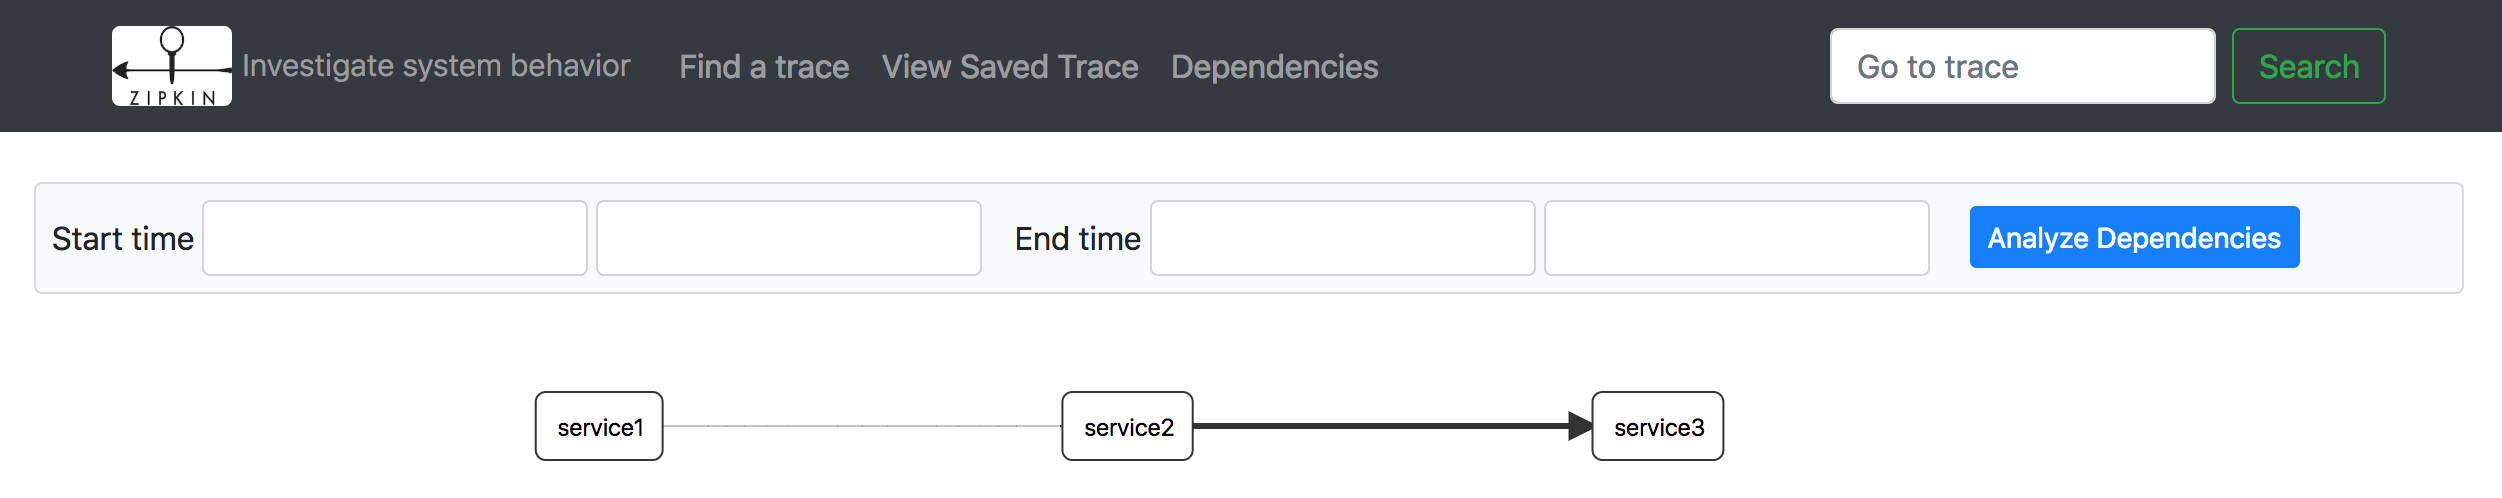 ZIPKIN
Investigate system behavior Find a trace View Saved Trace Dependencies Go to trace Search
Start time End time Analyze Dependencies
service1 service2 service3